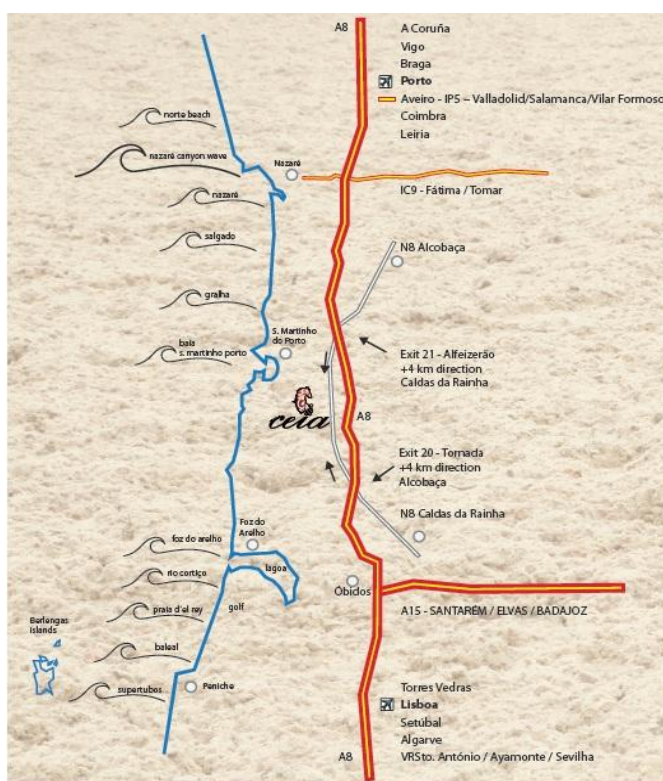 A8
A Coruña
Vigo
Braga
Porto
Aveiro - IP5 – Valladolid/Salamanca/Vilar Formoso
Coimbra
Leiria
norte beach
nazaré canyon wave
Nazaré
nazaré
IC9 - Fátima / Tomar
salgado
N8 Alcobaça
gralha
S. Martinho
do Porto
baia
s. martinho porto
Exit 21 - Alfeizerão
+4 km direction
Caldas da Rainha
ceia
A8
Exit 20 - Tornada
+4 km direction
Alcobaça
N8 Caldas da Rainha
Foz do
Arelho
foz do arelho
lagoa
rio cortiço
Óbidos
golf
praia d'el rey
A15 - SANTARÉM / ELVAS / BADAJOZ
Berlengas
islands
baleal
supertubos
Peniche
Torres Vedras
Lisboa
Setúbal
Algarve
A8
VRSto. António / Ayamonte / Sevilha